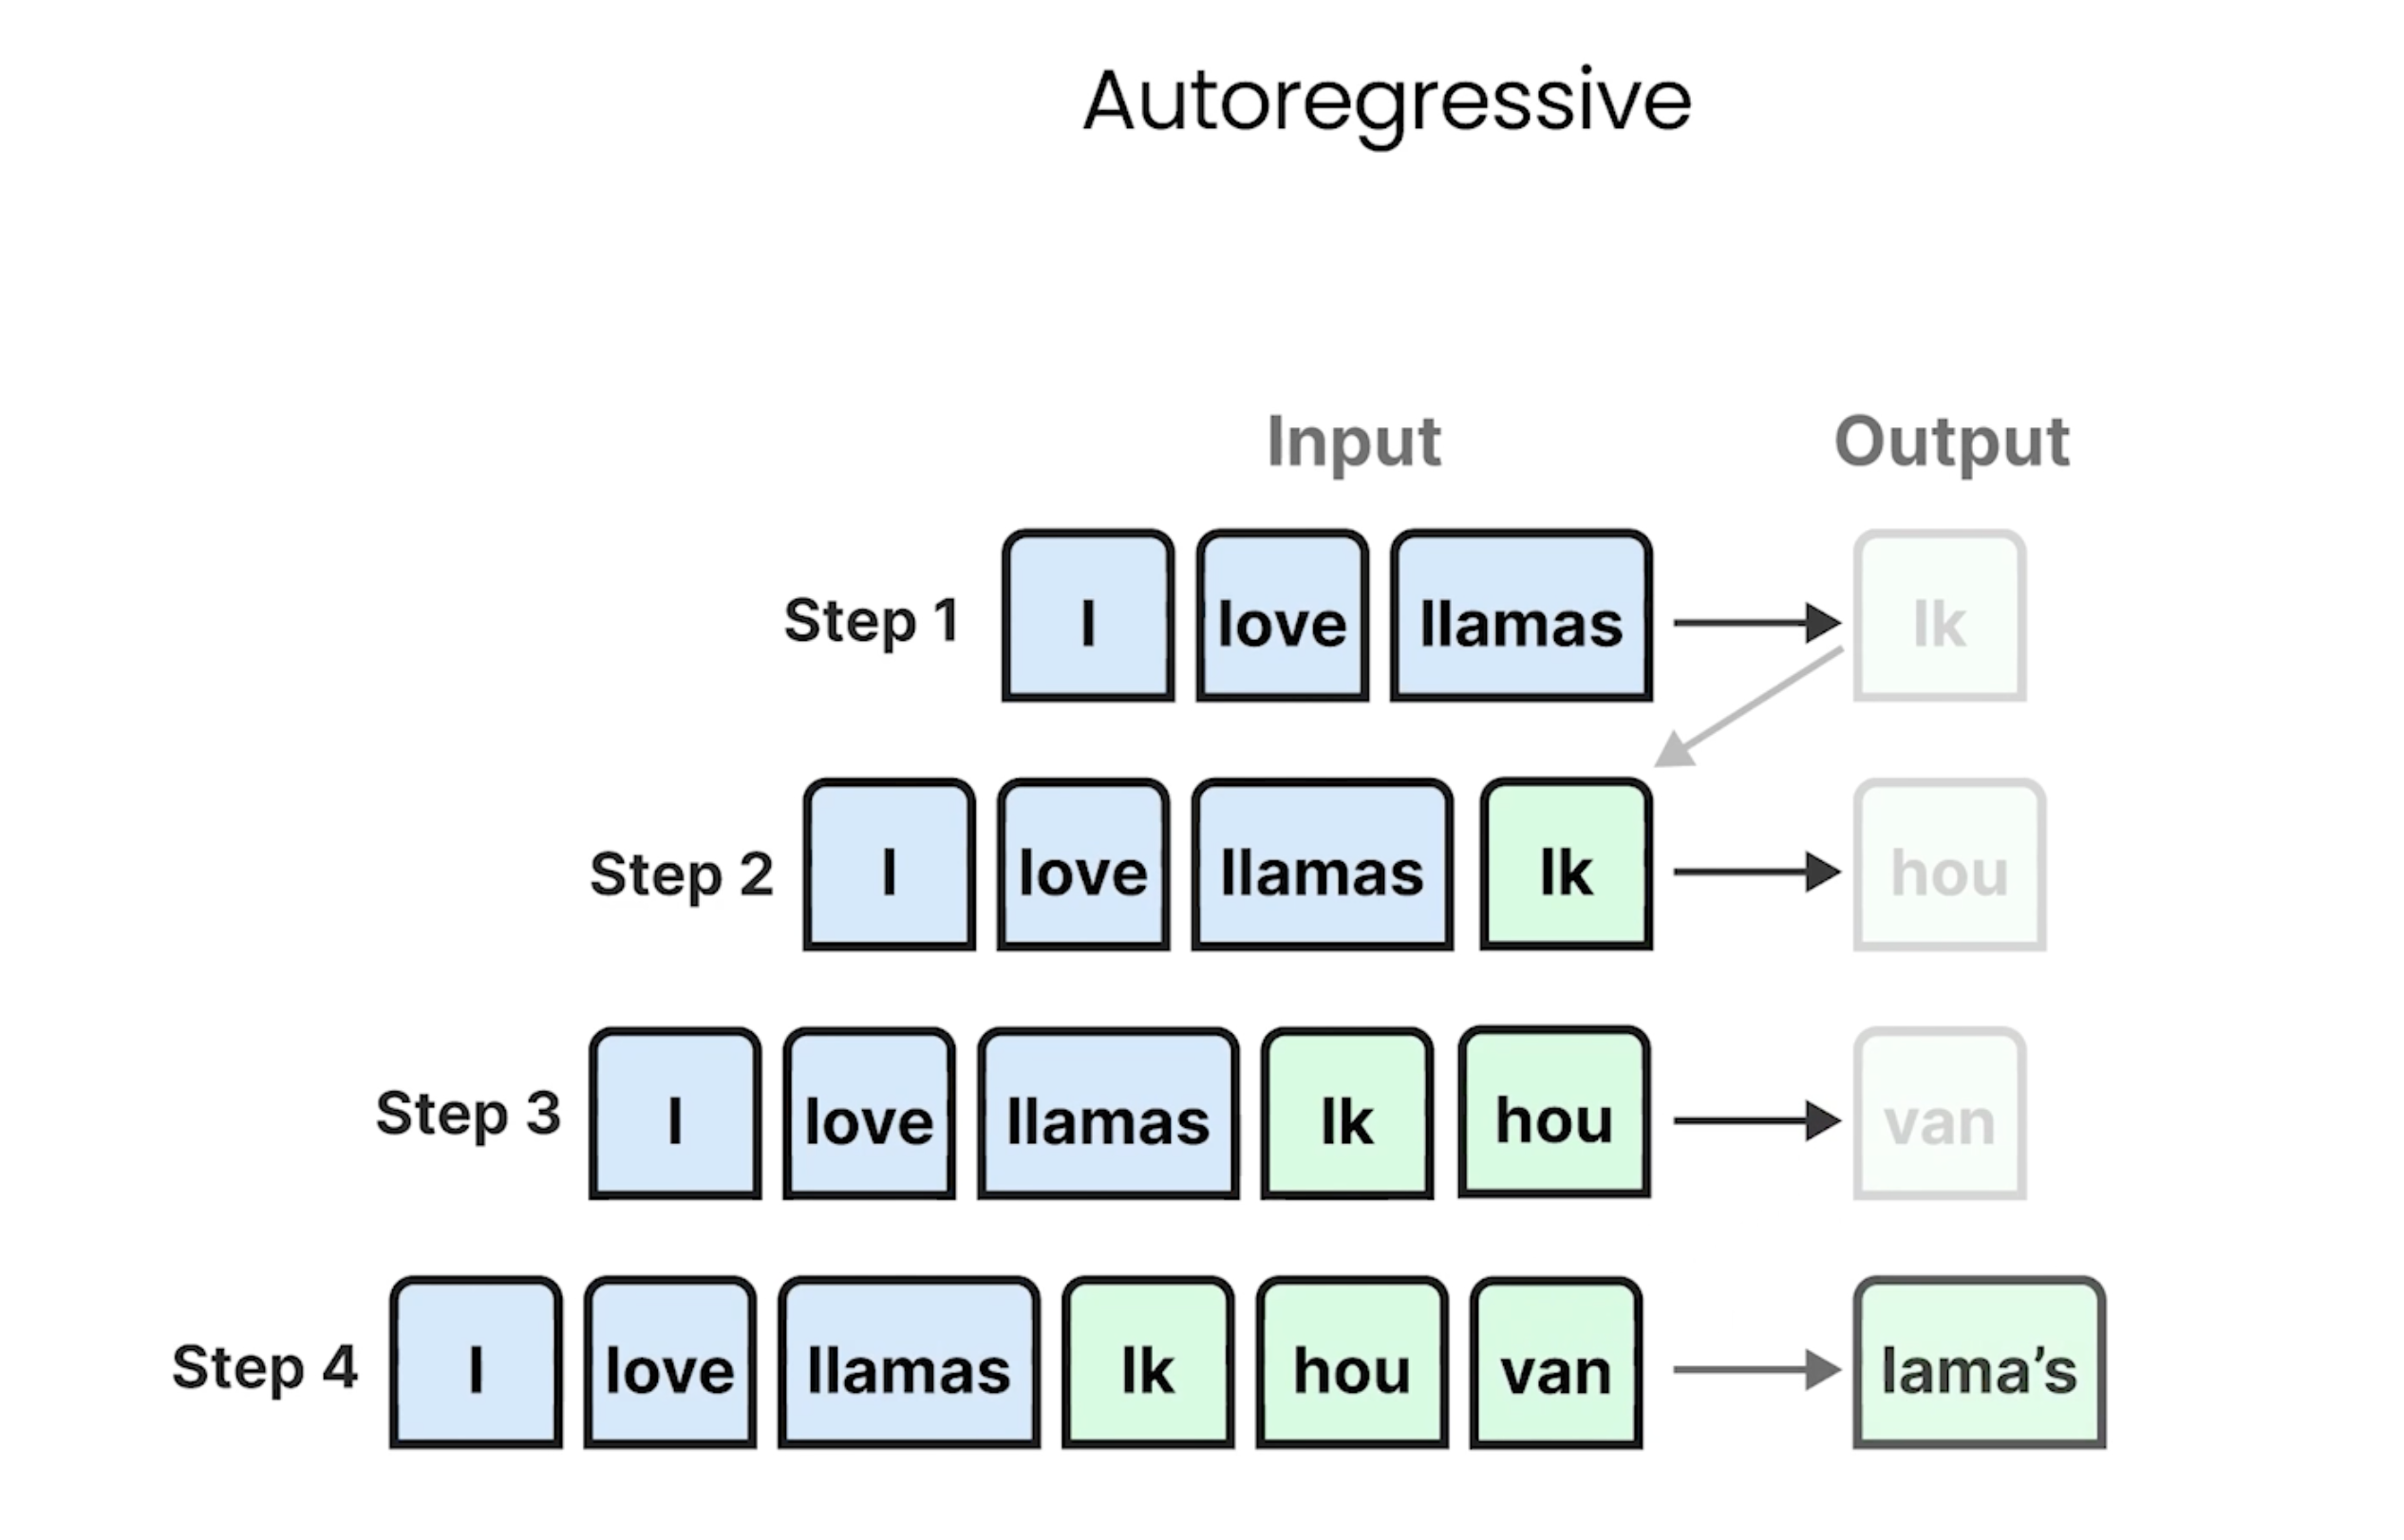 Autoregressive
Input Output
Step 1 I love llamas Ik
Step 2 I love llamas Ik hou
Step 3 I love llamas Ik hou van
Step 4 I love llamas Ik hou van lama’s